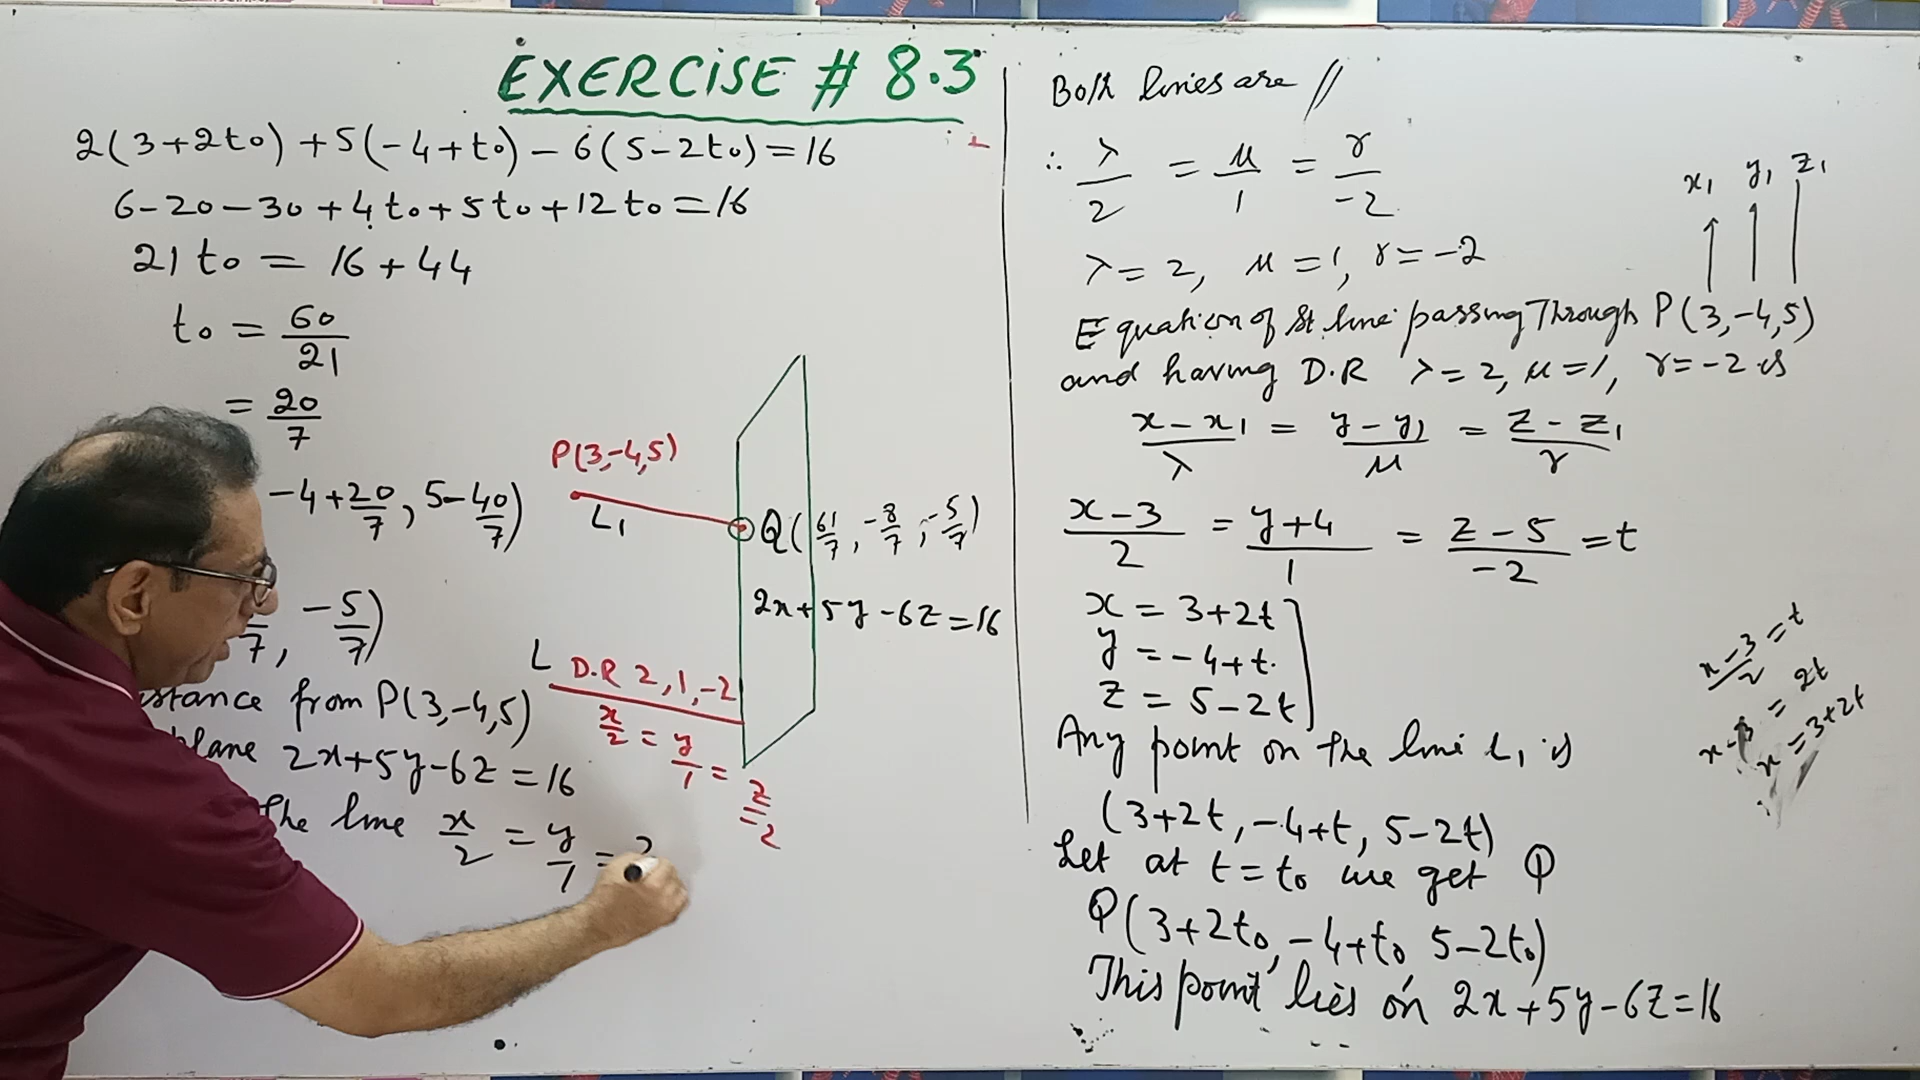 EXERCISE # 8.3
2(3+2t₀)+5(-4+t₀)-6(5-2t₀)=16
6-20-30+4t₀+5t₀+12t₀=16
21t₀ = 16+44
t₀ = 60/21
= 20/7
-4+20/7, 5-40/7)
/7, -5/7)
from P(3,-4,5)
2x+5y-6z=16
The line x/2 = y/1 =
P(3,-4,5)
L₁
Q(61/7, -8/7, -5/7)
2x+5y-6z=16
L D.R 2,1,-2
x/2 = y/1 = z/-2
Both lines are //
∴ λ/2 = μ/1 = γ/-2
λ=2, μ=1, γ=-2
x₁ y₁ z₁
Equation of St. line passing Through P(3,-4,5)
and having D.R λ=2, μ=1, γ=-2 is
x-x₁/λ = y-y₁/μ = z-z₁/γ
x-3/2 = y+4/1 = z-5/-2 = t
x = 3+2t
y = -4+t
z = 5-2t
x-3/2 = t
x-3 = 2t
x = 3+2t
Any point on the line L₁ is
(3+2t, -4+t, 5-2t)
Let at t=t₀ we get Q
Q(3+2t₀, -4+t₀, 5-2t₀)
This point lies on 2x+5y-6z=16